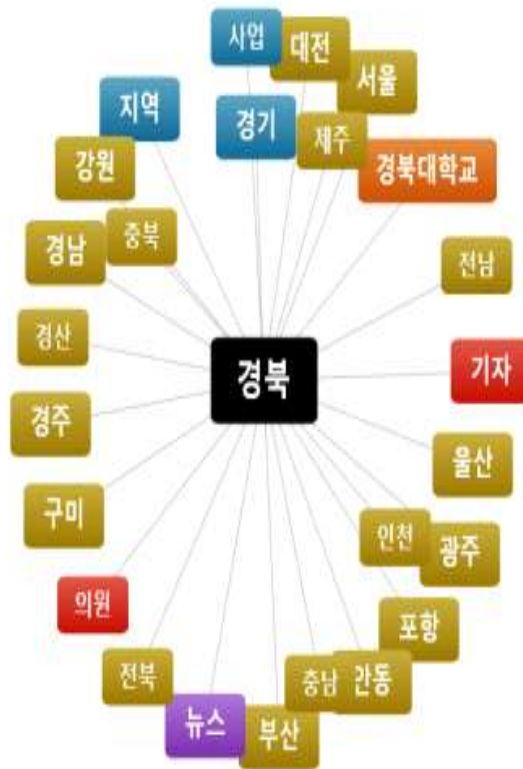 사업
대전
서울
지역
경기
제주
강원
경북대학교
충북
경남
전남
경산
경북
기자
경주
울산
구미
인천
광주
의원
포항
전북
충남
안동
뉴스
부산